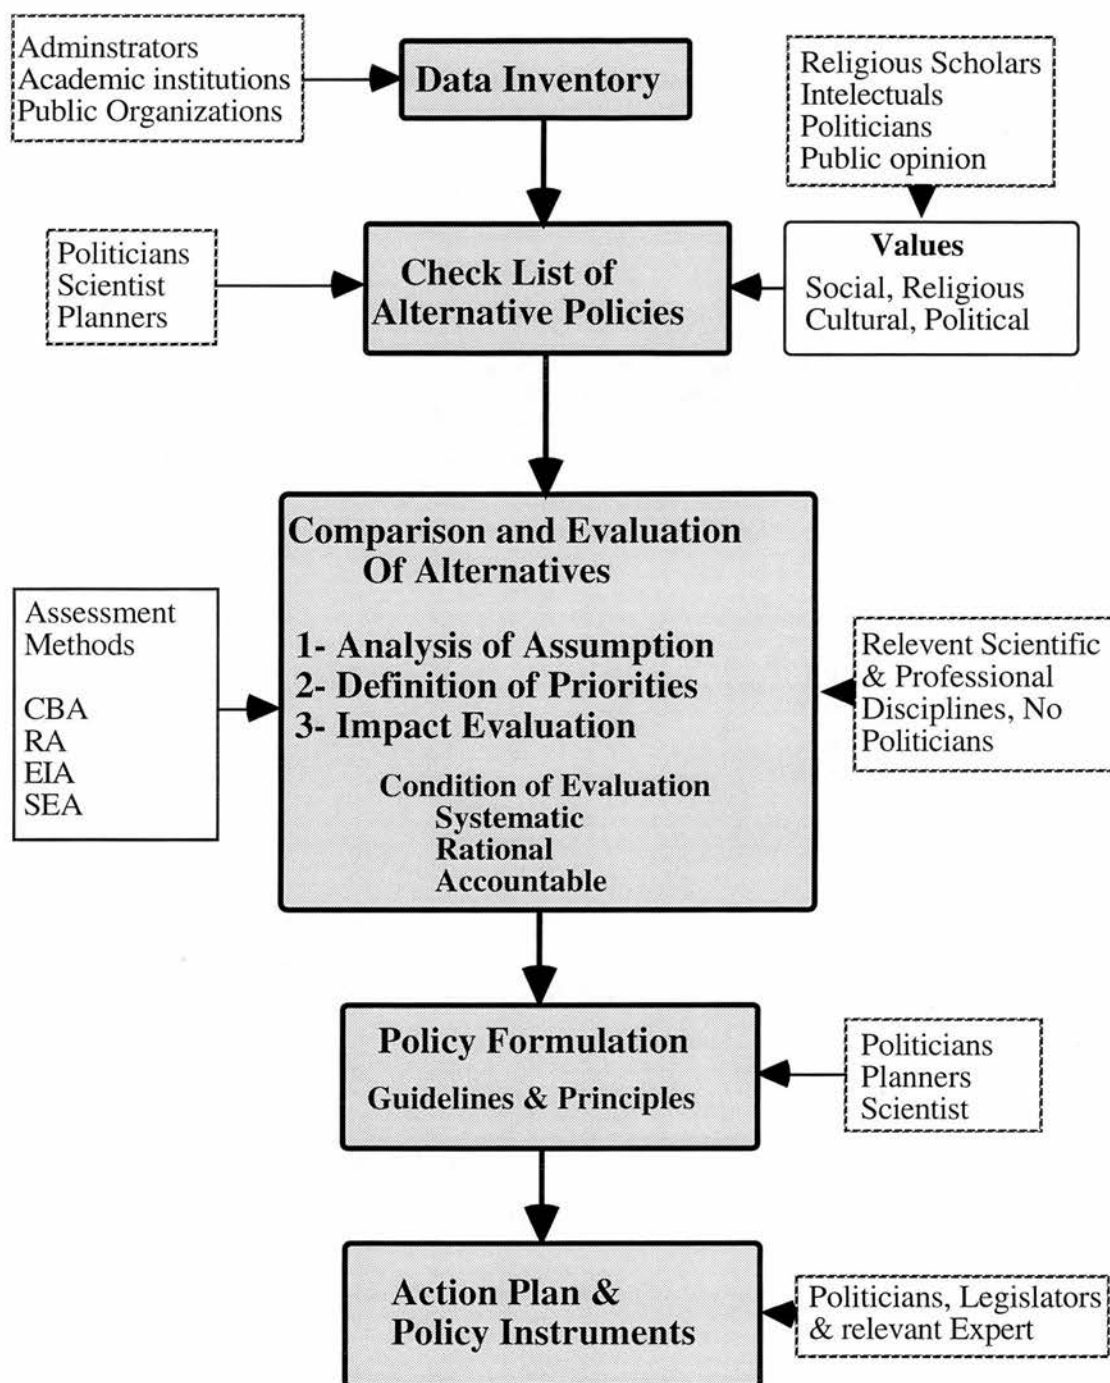 Adminstrators
Academic institutions
Public Organizations
Data Inventory
Religious Scholars
Intelectuals
Politicians
Public opinion
Politicians
Scientist
Planners
Check List of
Alternative Policies
Values
Social, Religious
Cultural, Political
Comparison and Evaluation
Of Alternatives
1- Analysis of Assumption
2- Definition of Priorities
3- Impact Evaluation
Condition of Evaluation
Systematic
Rational
Accountable
Assessment
Methods
CBA
RA
EIA
SEA
Relevent Scientific
& Professional
Disciplines, No
Politicians
Policy Formulation
Guidelines & Principles
Politicians
Planners
Scientist
Action Plan &
Policy Instruments
Politicians, Legislators
& relevant Expert